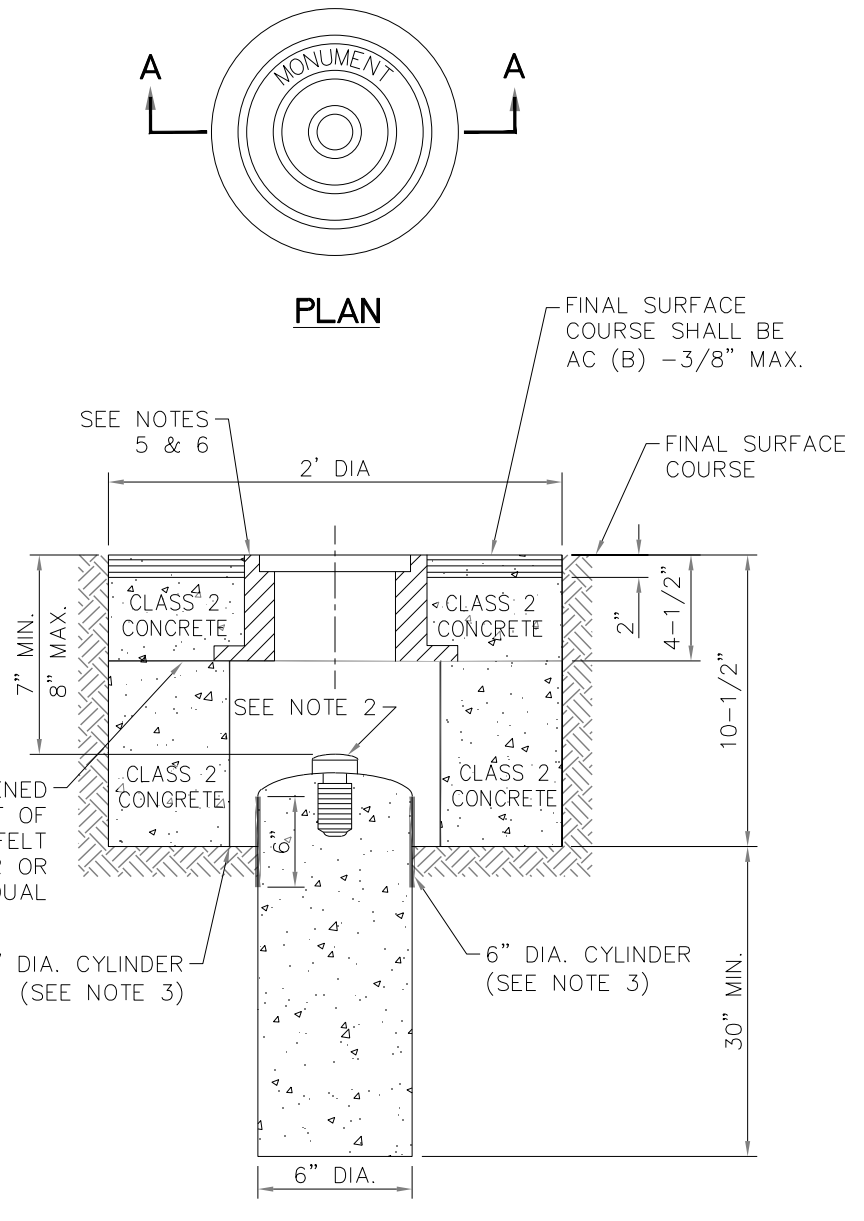 MONUMENT
A
A
PLAN
FINAL SURFACE
COURSE SHALL BE
AC (B) -3/8" MAX.
SEE NOTES
5 & 6
FINAL SURFACE
COURSE
2' DIA
7" MIN.
8" MAX.
CLASS 2
CONCRETE
CLASS 2
CONCRETE
2"
4-1/2"
10-1/2"
SEE NOTE 2
CLASS 2
CONCRETE
CLASS 2
CONCRETE
OF
FELT
OR
6"
DIA. CYLINDER
(SEE NOTE 3)
6" DIA. CYLINDER
(SEE NOTE 3)
30" MIN.
6" DIA.